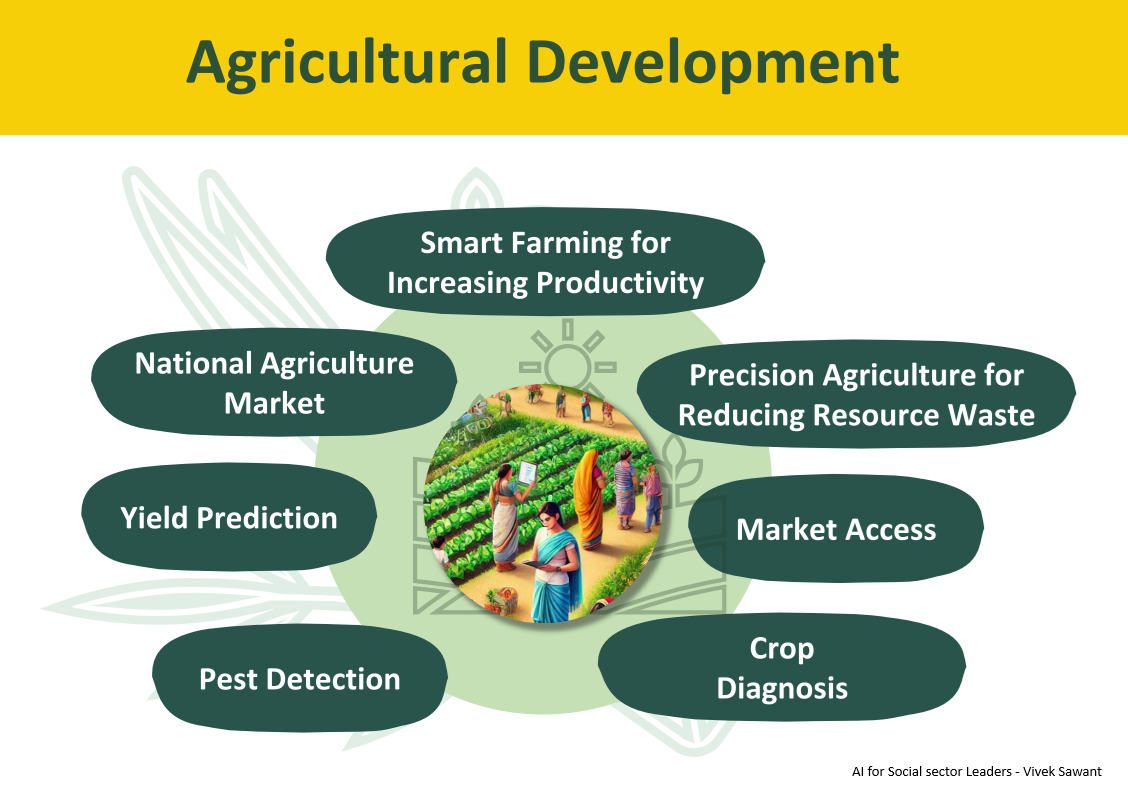 Agricultural Development
Smart Farming for
Increasing Productivity
National Agriculture
Market
Precision Agriculture for
Reducing Resource Waste
Yield Prediction
Market Access
Pest Detection
Crop
Diagnosis
AI for Social sector Leaders - Vivek Sawant